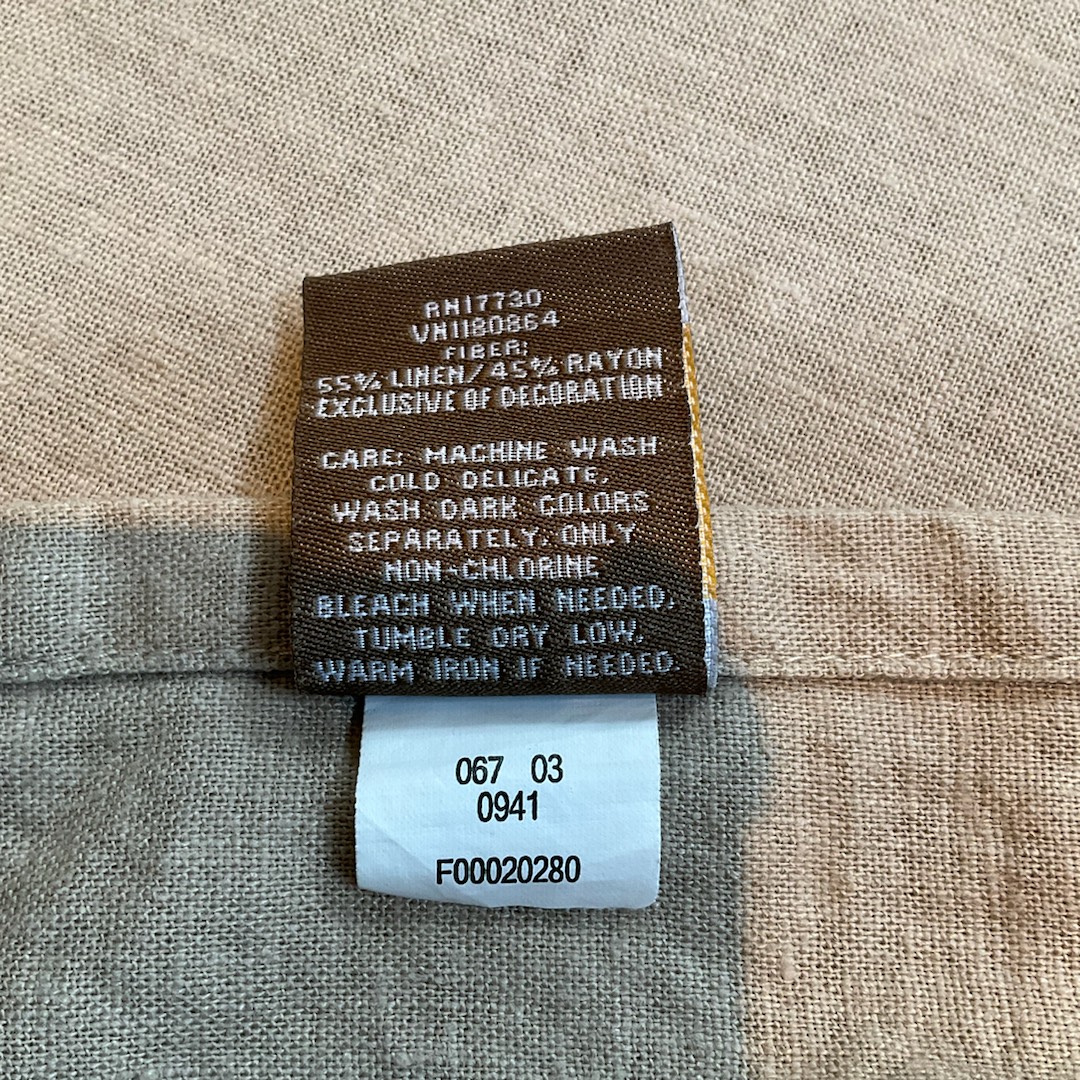 RN17730
VN1180864
FIBER:
55% LINEN/45% RAYON
EXCLUSIVE OF DECORATION
CARE: MACHINE WASH
COLD DELICATE.
WASH DARK COLORS
SEPARATELY. ONLY
NON-CHLORINE
BLEACH WHEN NEEDED.
TUMBLE DRY LOW.
WARM IRON IF NEEDED.
067 03
0941
F00020280